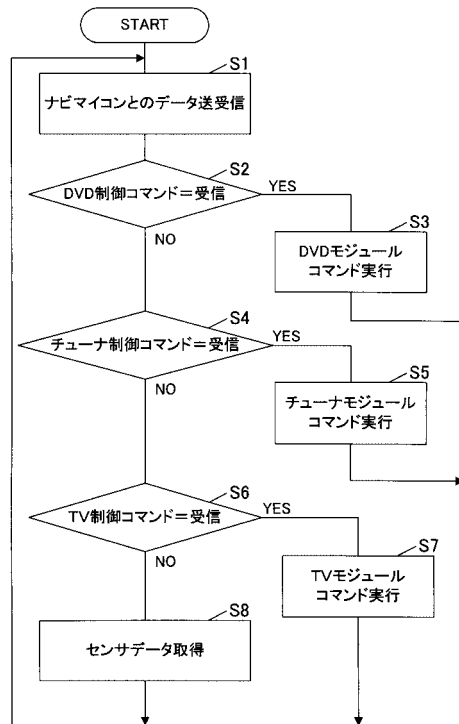 START
S1
ナビマイコンとのデータ送受信
S2
DVD制御コマンド=受信
YES
NO
S3
DVDモジュール
コマンド実行
S4
チューナ制御コマンド=受信
YES
NO
S5
チューナモジュール
コマンド実行
S6
TV制御コマンド=受信
YES
NO
S7
TVモジュール
コマンド実行
S8
センサデータ取得